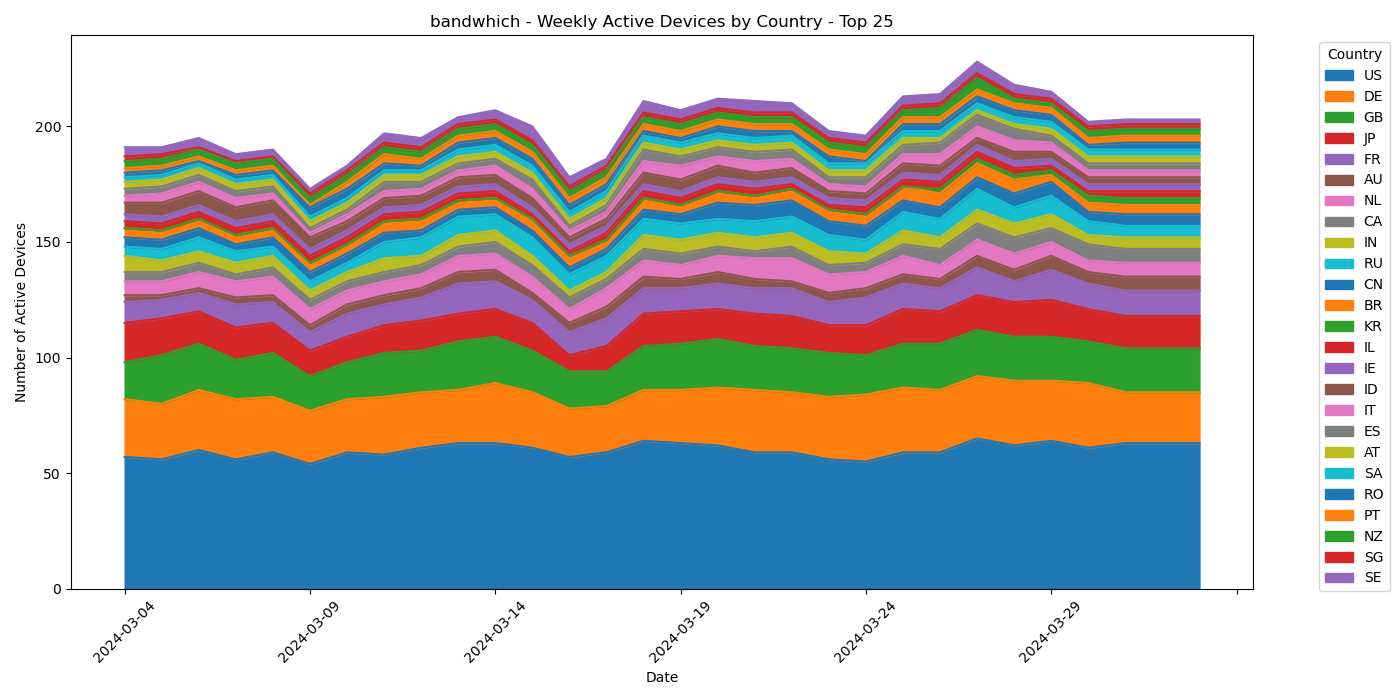 bandwhich - Weekly Active Devices by Country - Top 25
Number of Active Devices
200
150
100
50
0
2024-03-04
2024-03-09
2024-03-14
2024-03-19
2024-03-24
2024-03-29
Date
Country
US
DE
GB
JP
FR
AU
NL
CA
IN
RU
CN
BR
KR
IL
IE
ID
IT
ES
AT
SA
RO
PT
NZ
SG
SE